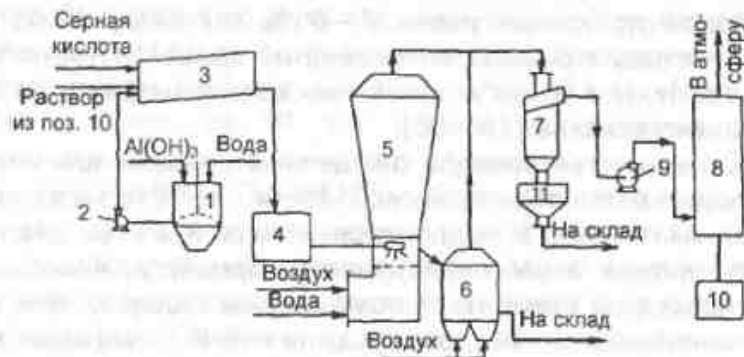 Серная
кислота
3
Раствор
из поз. 10
Al(OH)₃
Вода
1
2
4
5
Воздух
Вода
Воздух
6
На склад
7
11
На склад
9
В атмо-
сферу
8
10